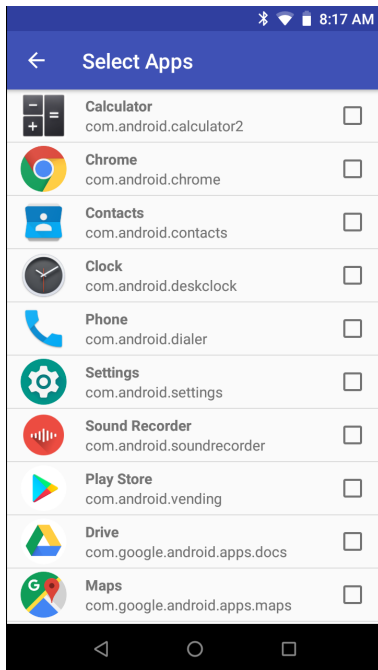 8:17 AM
Select Apps
Calculator
com.android.calculator2
Chrome
com.android.chrome
Contacts
com.android.contacts
Clock
com.android.deskclock
Phone
com.android.dialer
Settings
com.android.settings
Sound Recorder
com.android.soundrecorder
Play Store
com.android.vending
Drive
com.google.android.apps.docs
G
Maps
com.google.android.apps.maps